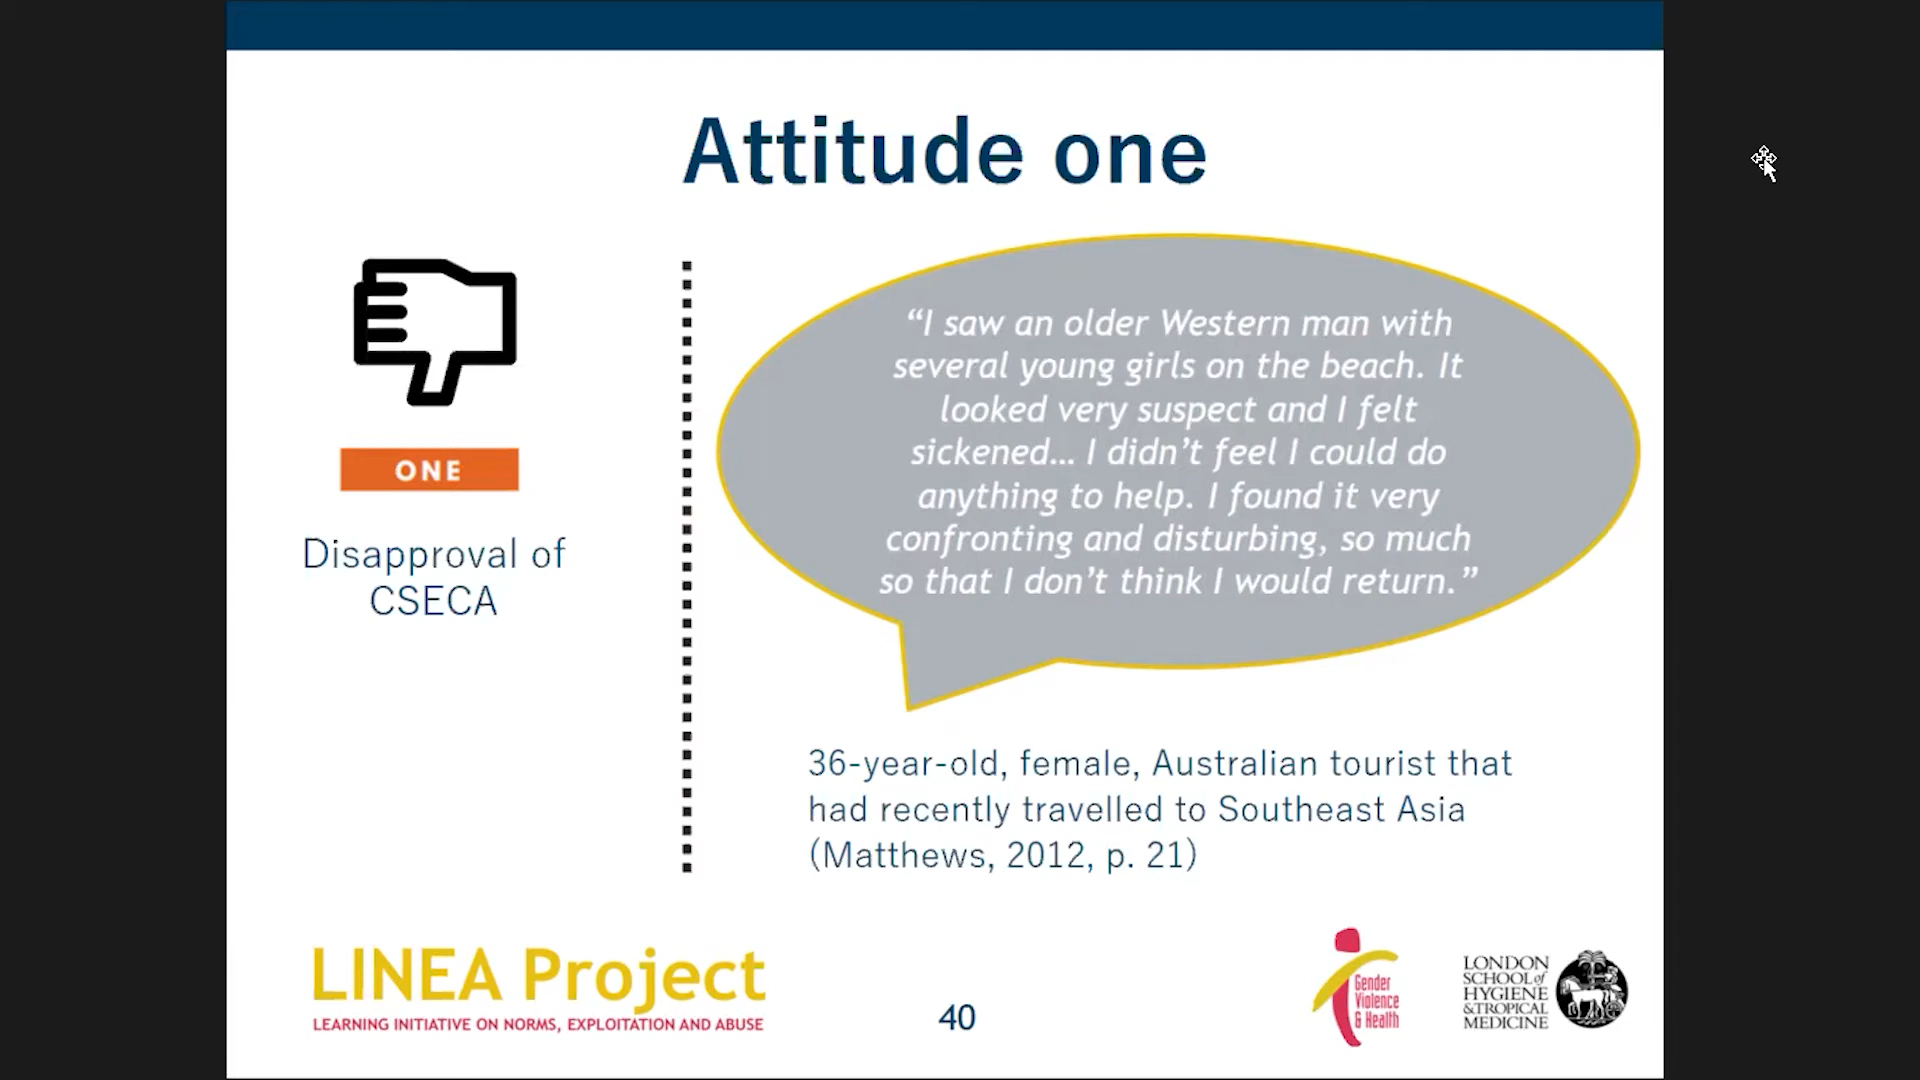 Attitude one
ONE
Disapproval of
CSECA
“I saw an older Western man with
several young girls on the beach. It
looked very suspect and I felt
sickened... I didn’t feel I could do
anything to help. I found it very
confronting and disturbing, so much
so that I don’t think I would return.”
36-year-old, female, Australian tourist that
had recently travelled to Southeast Asia
(Matthews, 2012, p. 21)
LINEA Project
LEARNING INITIATIVE ON NORMS, EXPLOITATION AND ABUSE
40
Gender
Violence
& Health
LONDON
SCHOOL of
HYGIENE
& TROPICAL
MEDICINE